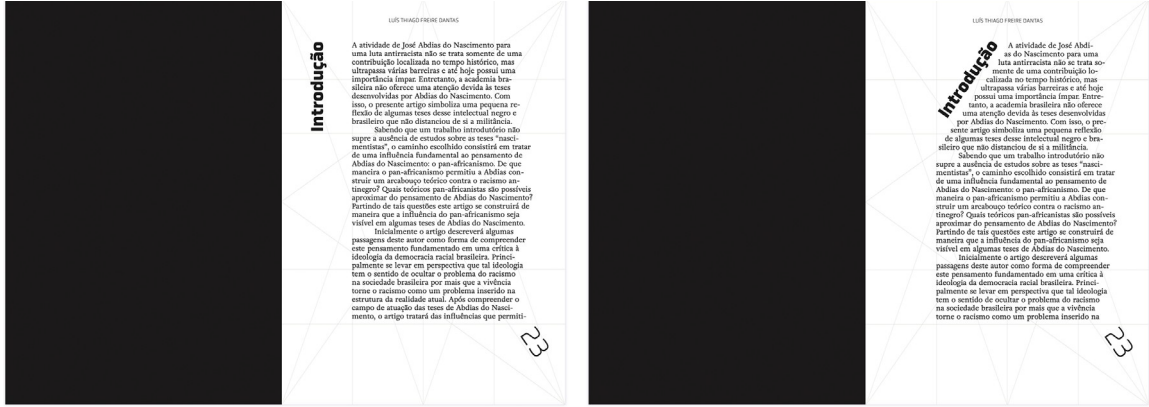 LUÍS THIAGO FREIRE DANTAS
Introdução
A atividade de José Abdias do Nascimento para
uma luta antirracista não se trata somente de uma
contribuição localizada no tempo histórico, mas
ultrapassa várias barreiras e até hoje possui uma
importância ímpar. Entretanto, a academia bra-
sileira não oferece uma atenção devida às teses
desenvolvidas por Abdias do Nascimento. Com
isso, o presente artigo simboliza uma pequena re-
flexão de algumas teses desse intelectual negro e
brasileiro que não distanciou de si a militância.
Sabendo que um trabalho introdutório não
supre a ausência de estudos sobre as teses “nasci-
mentistas”, o caminho escolhido consistirá em tratar
de uma influência fundamental ao pensamento de
Abdias do Nascimento: o pan-africanismo. De que
maneira o pan-africanismo permitiu a Abdias con-
struir um arcabouço teórico contra o racismo an-
tinegro? Quais teóricos pan-africanistas são possíveis
aproximar do pensamento de Abdias do Nascimento?
Partindo de tais questões este artigo se construirá de
maneira que a influência do pan-africanismo seja
visível em algumas teses de Abdias do Nascimento.
Inicialmente o artigo descreverá algumas
passagens deste autor como forma de compreender
este pensamento fundamentado em uma crítica à
ideologia da democracia racial brasileira. Princi-
palmente se levar em perspectiva que tal ideologia
tem o sentido de ocultar o problema do racismo
na sociedade brasileira por mais que a vivência
torne o racismo como um problema inserido na
estrutura da realidade atual. Após compreender o
campo de atuação das teses de Abdias do Nasci-
mento, o artigo tratará das influências que permiti-
23
LUÍS THIAGO FREIRE DANTAS
Introdução
A atividade de José Abdi-
as do Nascimento para uma
luta antirracista não se trata so-
mente de uma contribuição lo-
calizada no tempo histórico, mas
ultrapassa várias barreiras e até hoje
possui uma importância ímpar. Entre-
tanto, a academia brasileira não oferece
uma atenção devida às teses desenvolvidas
por Abdias do Nascimento. Com isso, o pre-
sente artigo simboliza uma pequena reflexão
de algumas teses desse intelectual negro e bra-
sileiro que não distanciou de si a militância.
Sabendo que um trabalho introdutório não
supre a ausência de estudos sobre as teses “nasci-
mentistas”, o caminho escolhido consistirá em tratar
de uma influência fundamental ao pensamento de
Abdias do Nascimento: o pan-africanismo. De que
maneira o pan-africanismo permitiu a Abdias con-
struir um arcabouço teórico contra o racismo an-
tinegro? Quais teóricos pan-africanistas são possíveis
aproximar do pensamento de Abdias do Nascimento?
Partindo de tais questões este artigo se construirá de
maneira que a influência do pan-africanismo seja
visível em algumas teses de Abdias do Nascimento.
Inicialmente o artigo descreverá algumas
passagens deste autor como forma de compreender
este pensamento fundamentado em uma crítica à
ideologia da democracia racial brasileira. Princi-
palmente se levar em perspectiva que tal ideologia
tem o sentido de ocultar o problema do racismo
na sociedade brasileira por mais que a vivência
torne o racismo como um problema inserido na
23